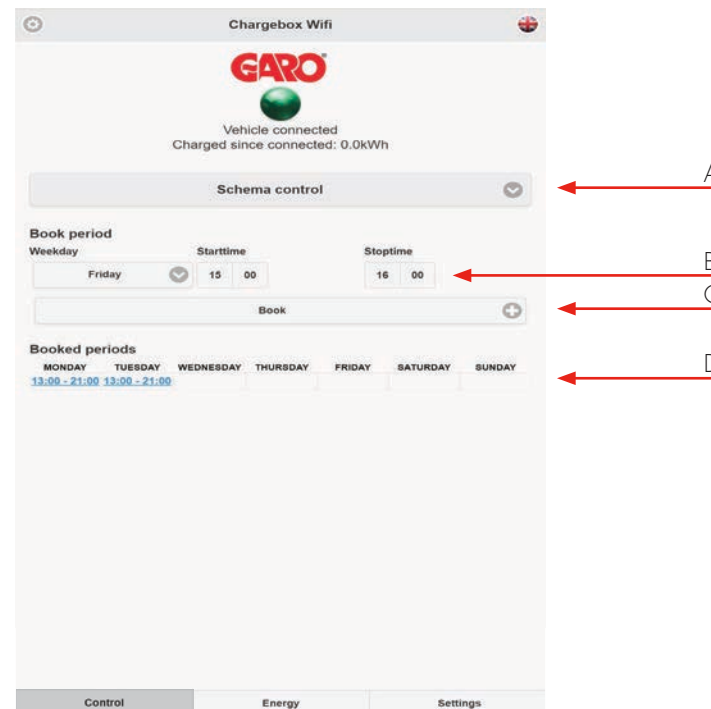 Chargebox Wifi
GARO
Vehicle connected
Charged since connected: 0.0kWh
Schema control
A
Book period
Weekday Starttime Stoptime
B
Friday 15 00 16 00
C
Book
Booked periods
D
MONDAY TUESDAY WEDNESDAY THURSDAY FRIDAY SATURDAY SUNDAY
13:00 - 21:00 13:00 - 21:00
Control Energy Settings